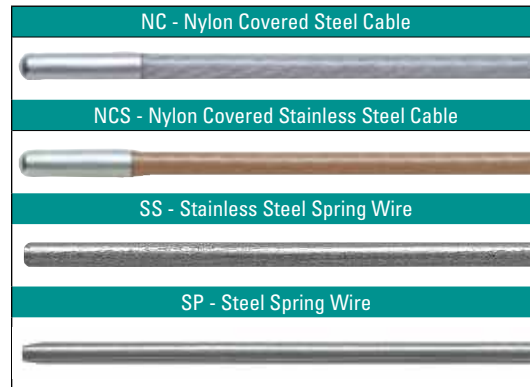 NC - Nylon Covered Steel Cable
NCS - Nylon Covered Stainless Steel Cable
SS - Stainless Steel Spring Wire
SP - Steel Spring Wire